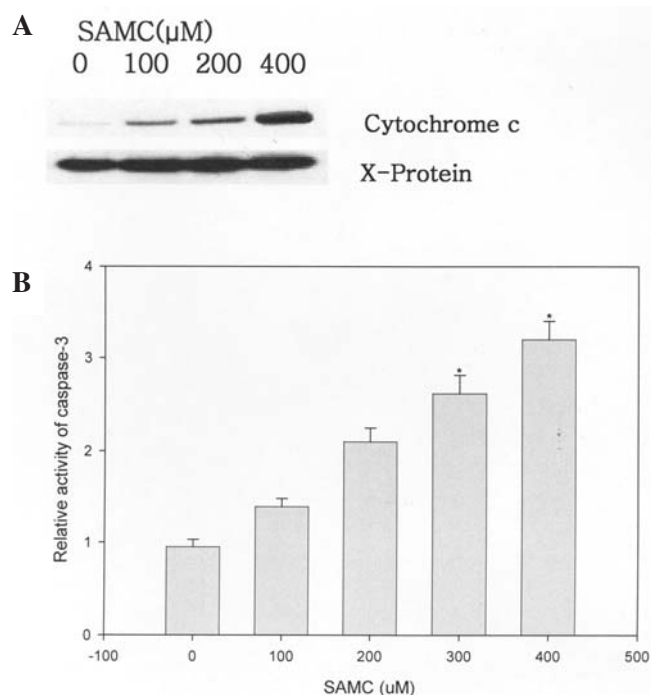 A
SAMC(µM)
0 100 200 400
Cytochrome c
X-Protein
B
4
3
2
1
0
Relative activity of caspase-3
-100 0 100 200 300 400 500
* *
SAMC (uM)